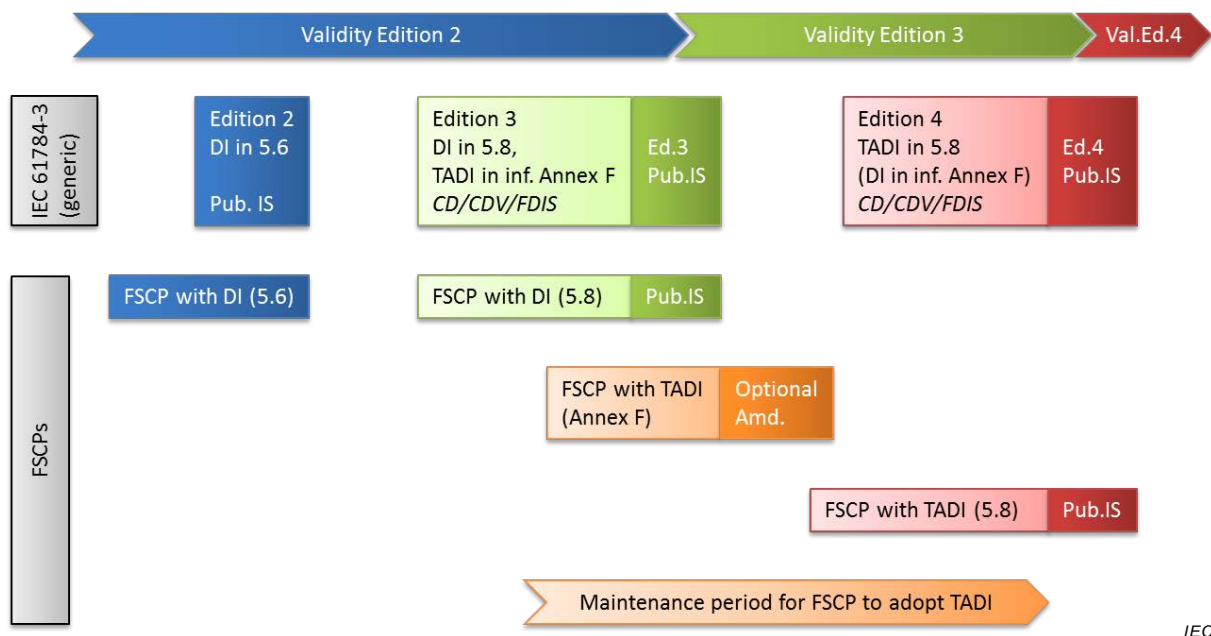 Validity Edition 2
Validity Edition 3
Val.Ed.4
IEC 61784-3
(generic)
Edition 2
DI in 5.6
Pub. IS
Edition 3
DI in 5.8,
TADI in inf. Annex F
CD/CDV/FDIS
Ed.3
Pub.IS
Edition 4
TADI in 5.8
(DI in inf. Annex F)
CD/CDV/FDIS
Ed.4
Pub.IS
FSCPs
FSCP with DI (5.6)
FSCP with DI (5.8)
Pub.IS
FSCP with TADI
(Annex F)
Optional
Amd.
FSCP with TADI (5.8)
Pub.IS
Maintenance period for FSCP to adopt TADI
IEC